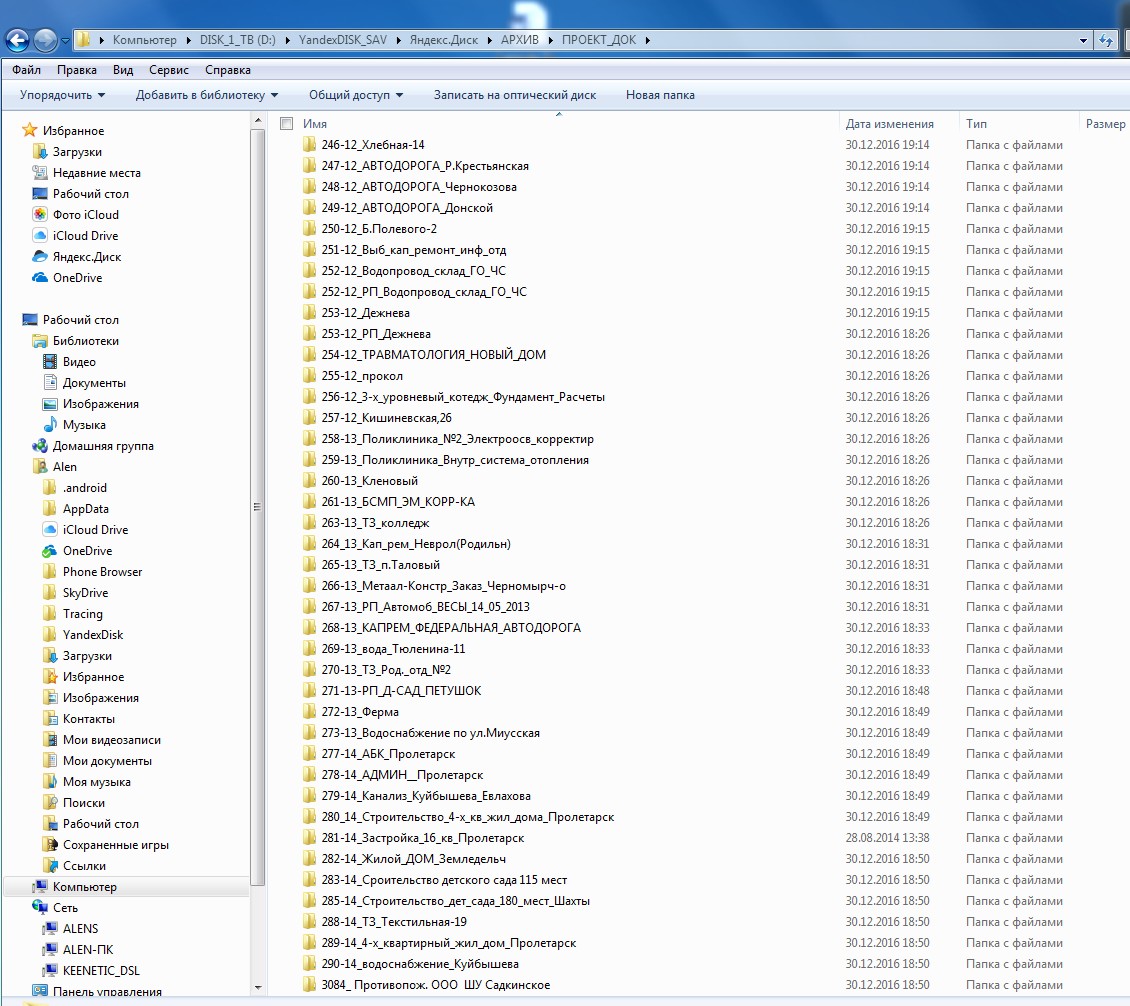 Компьютер ▸ DISK_1_TB (D:) ▸ YandexDISK_SAV ▸ Яндекс.Диск ▸ АРХИВ ▸ ПРОЕКТ_ДОК ▸
Файл Правка Вид Сервис Справка
Упорядочить Добавить в библиотеку Общий доступ Записать на оптический диск Новая папка
Избранное
Загрузки
Недавние места
Рабочий стол
Фото iCloud
iCloud Drive
Яндекс.Диск
OneDrive
Рабочий стол
Библиотеки
Видео
Документы
Изображения
Музыка
Домашняя группа
Alen
.android
AppData
iCloud Drive
OneDrive
Phone Browser
SkyDrive
Tracing
YandexDisk
Загрузки
Избранное
Изображения
Контакты
Мои видеозаписи
Мои документы
Моя музыка
Поиски
Рабочий стол
Сохраненные игры
Ссылки
Компьютер
Сеть
ALENS
ALEN-ПК
KEENETIC_DSL
Панель управления
Имя Дата изменения Тип Размер
246-12_Хлебная-14 30.12.2016 19:14 Папка с файлами
247-12_АВТОДОРОГА_Р.Крестьянская 30.12.2016 19:14 Папка с файлами
248-12_АВТОДОРОГА_Чернокозова 30.12.2016 19:14 Папка с файлами
249-12_АВТОДОРОГА_Донской 30.12.2016 19:14 Папка с файлами
250-12_Б.Полевого-2 30.12.2016 19:15 Папка с файлами
251-12_Выб_кап_ремонт_инф_отд 30.12.2016 19:15 Папка с файлами
252-12_Водопровод_склад_ГО_ЧС 30.12.2016 19:15 Папка с файлами
252-12_РП_Водопровод_склад_ГО_ЧС 30.12.2016 19:15 Папка с файлами
253-12_Дежнева 30.12.2016 19:15 Папка с файлами
253-12_РП_Дежнева 30.12.2016 18:26 Папка с файлами
254-12_ТРАВМАТОЛОГИЯ_НОВЫЙ_ДОМ 30.12.2016 18:26 Папка с файлами
255-12_прокол 30.12.2016 18:26 Папка с файлами
256-12_3-х_уровневый_котедж_Фундамент_Расчеты 30.12.2016 18:26 Папка с файлами
257-12_Кишиневская,26 30.12.2016 18:26 Папка с файлами
258-13_Поликлиника_№2_Электроосв_корректир 30.12.2016 18:26 Папка с файлами
259-13_Поликлиника_Внутр_система_отопления 30.12.2016 18:26 Папка с файлами
260-13_Кленовый 30.12.2016 18:26 Папка с файлами
261-13_БСМП_ЭМ_КОРР-КА 30.12.2016 18:26 Папка с файлами
263-13_ТЗ_колледж 30.12.2016 18:26 Папка с файлами
264_13_Кап_рем_Неврол(Родильн) 30.12.2016 18:31 Папка с файлами
265-13_ТЗ_п.Таловый 30.12.2016 18:31 Папка с файлами
266-13_Метаал-Констр_Заказ_Черномырч-о 30.12.2016 18:31 Папка с файлами
267-13_РП_Автомоб_ВЕСЫ_14_05_2013 30.12.2016 18:31 Папка с файлами
268-13_КАПРЕМ_ФЕДЕРАЛЬНАЯ_АВТОДОРОГА 30.12.2016 18:33 Папка с файлами
269-13_вода_Тюленина-11 30.12.2016 18:33 Папка с файлами
270-13_ТЗ_Род._отд_№2 30.12.2016 18:33 Папка с файлами
271-13-РП_Д-САД_ПЕТУШОК 30.12.2016 18:48 Папка с файлами
272-13_Ферма 30.12.2016 18:49 Папка с файлами
273-13_Водоснабжение по ул.Миусская 30.12.2016 18:49 Папка с файлами
277-14_АБК_Пролетарск 30.12.2016 18:49 Папка с файлами
278-14_АДМИН__Пролетарск 30.12.2016 18:49 Папка с файлами
279-14_Канализ_Куйбышева_Евлахова 30.12.2016 18:49 Папка с файлами
280_14_Строительство_4-х_кв_жил_дома_Пролетарск 30.12.2016 18:49 Папка с файлами
281-14_Застройка_16_кв_Пролетарск 28.08.2014 13:38 Папка с файлами
282-14_Жилой_ДОМ_Земледельч 30.12.2016 18:50 Папка с файлами
283-14_Сроительство детского сада 115 мест 30.12.2016 18:50 Папка с файлами
285-14_Строительство_дет_сада_180_мест_Шахты 30.12.2016 18:50 Папка с файлами
288-14_ТЗ_Текстильная-19 30.12.2016 18:50 Папка с файлами
289-14_4-х_квартирный_жил_дом_Пролетарск 30.12.2016 18:50 Папка с файлами
290-14_водоснабжение_Куйбышева 30.12.2016 18:50 Папка с файлами
3084_ Противопож. ООО ШУ Садкинское 30.12.2016 18:50 Папка с файлами